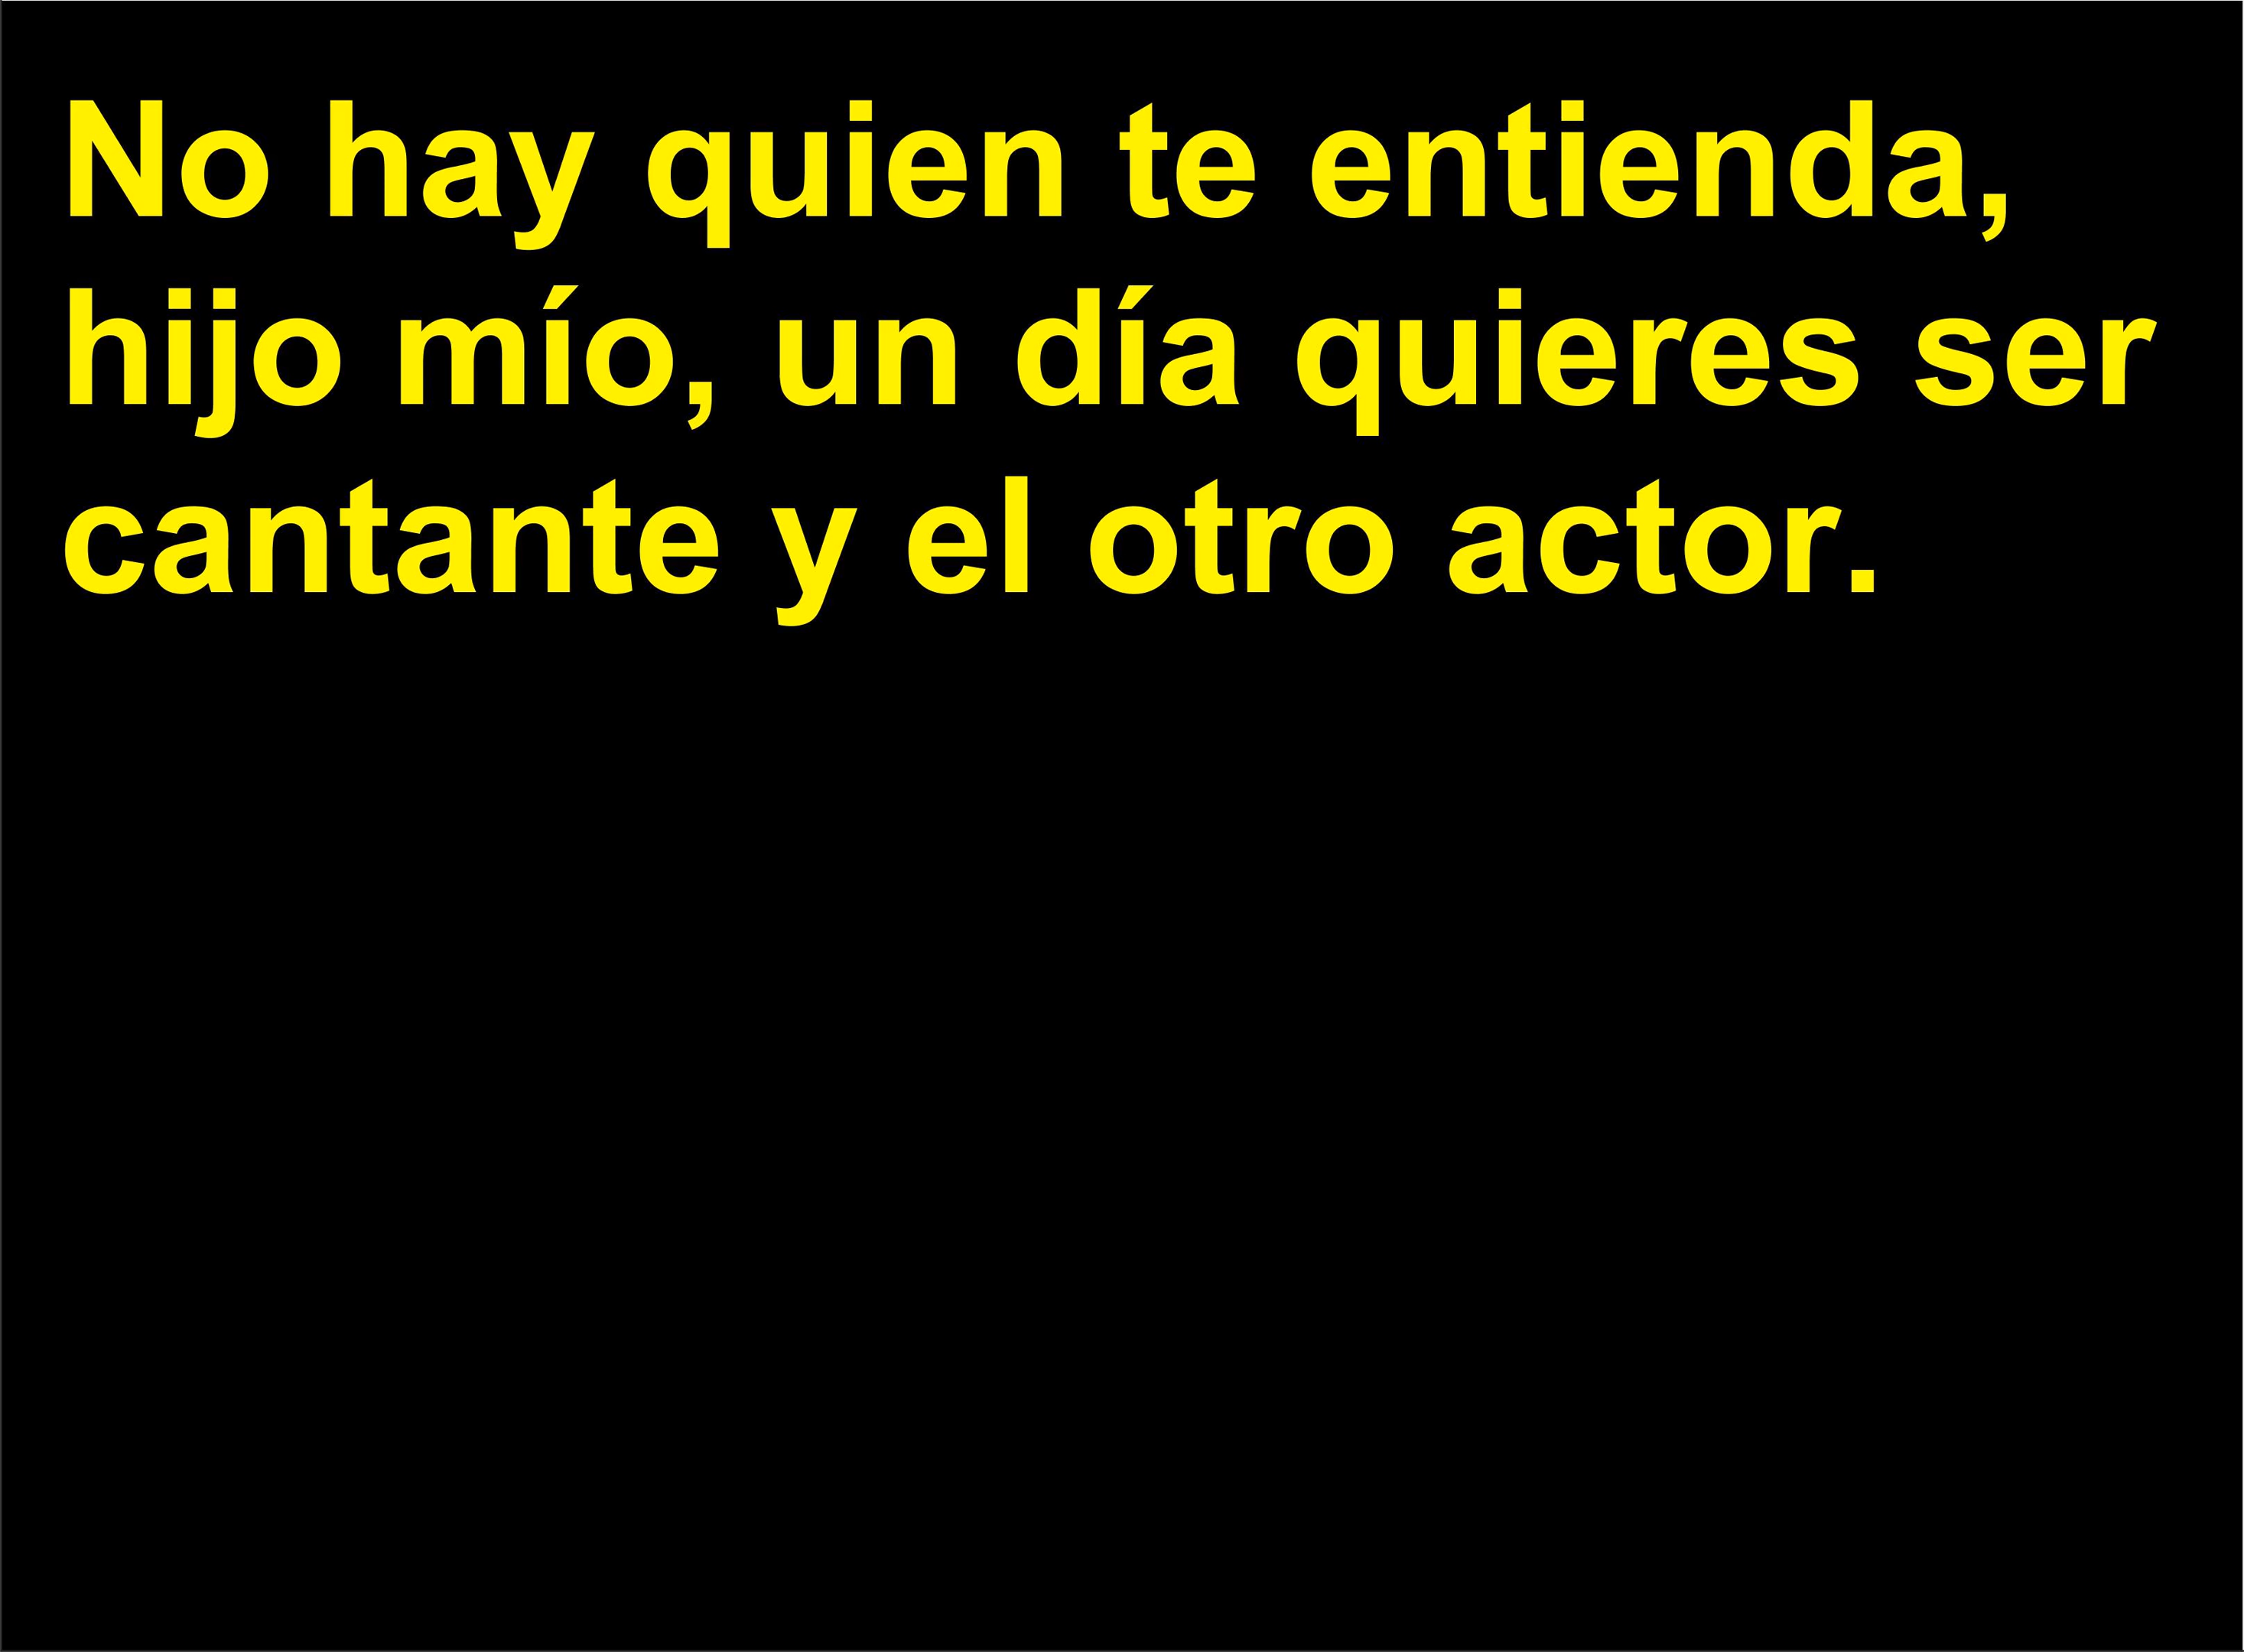 No hay quien te entienda,
hijo mío, un día quieres ser
cantante y el otro actor.